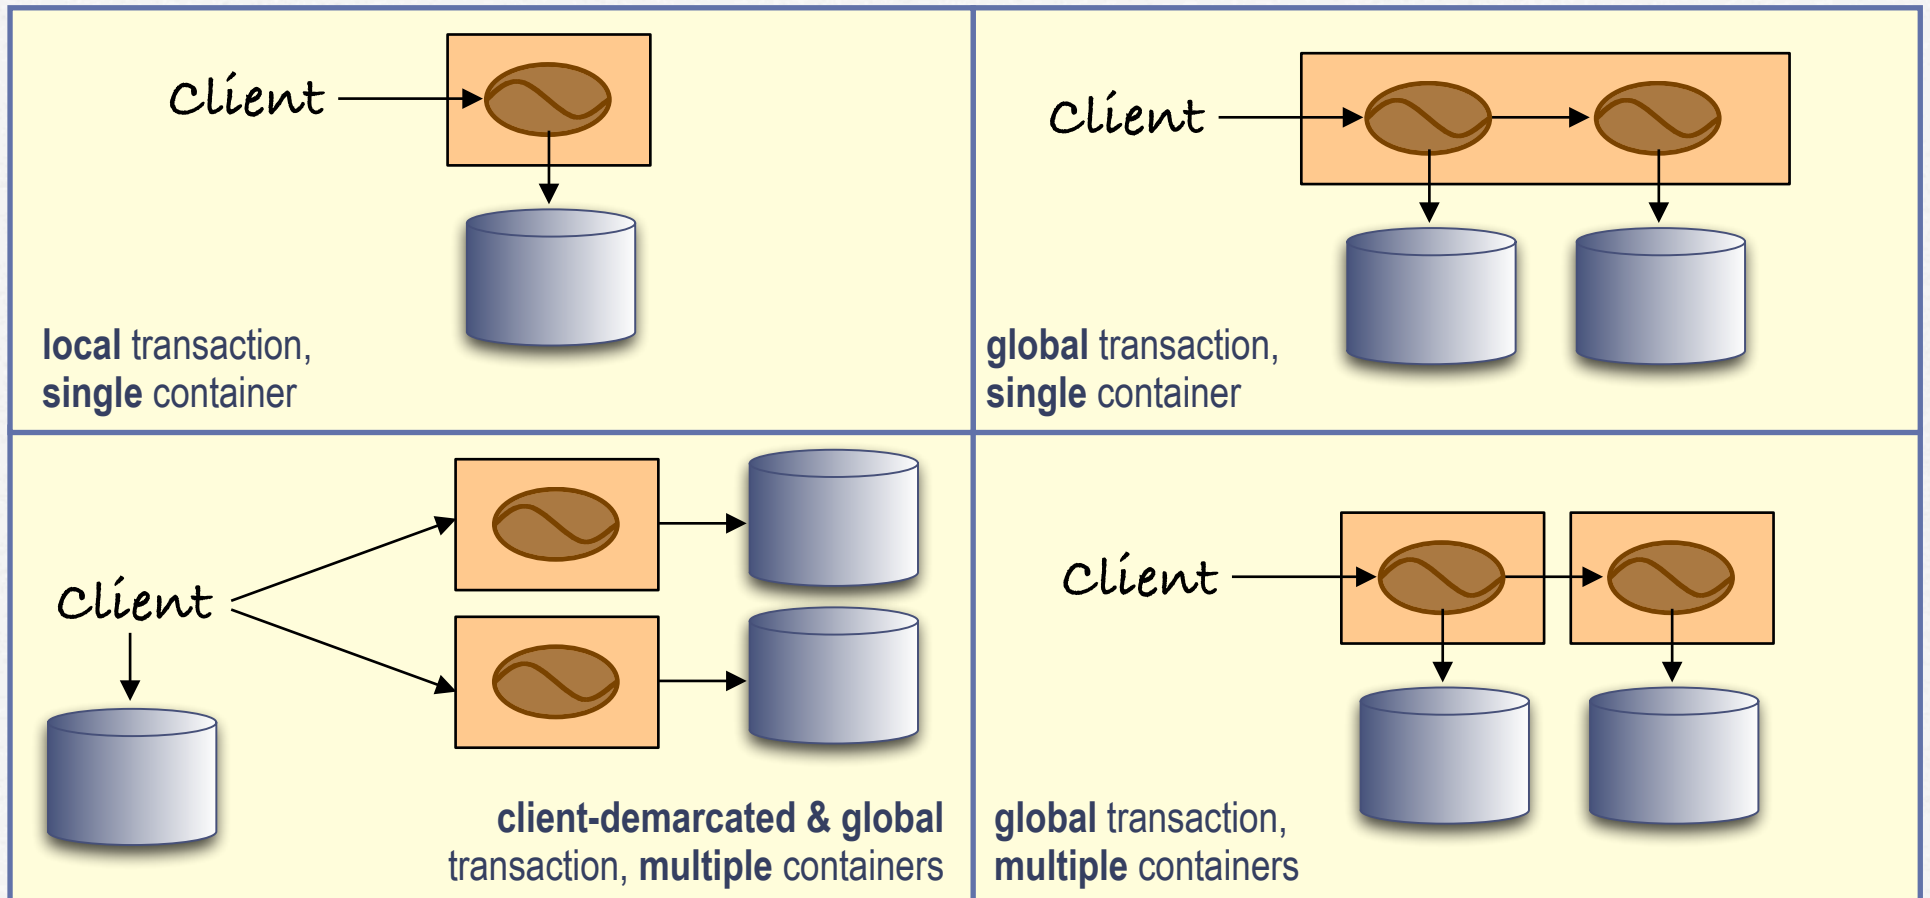 Client
local transaction,
single container
Client
global transaction,
single container
Client
client-demarcated & global
transaction, multiple containers
Client
global transaction,
multiple containers